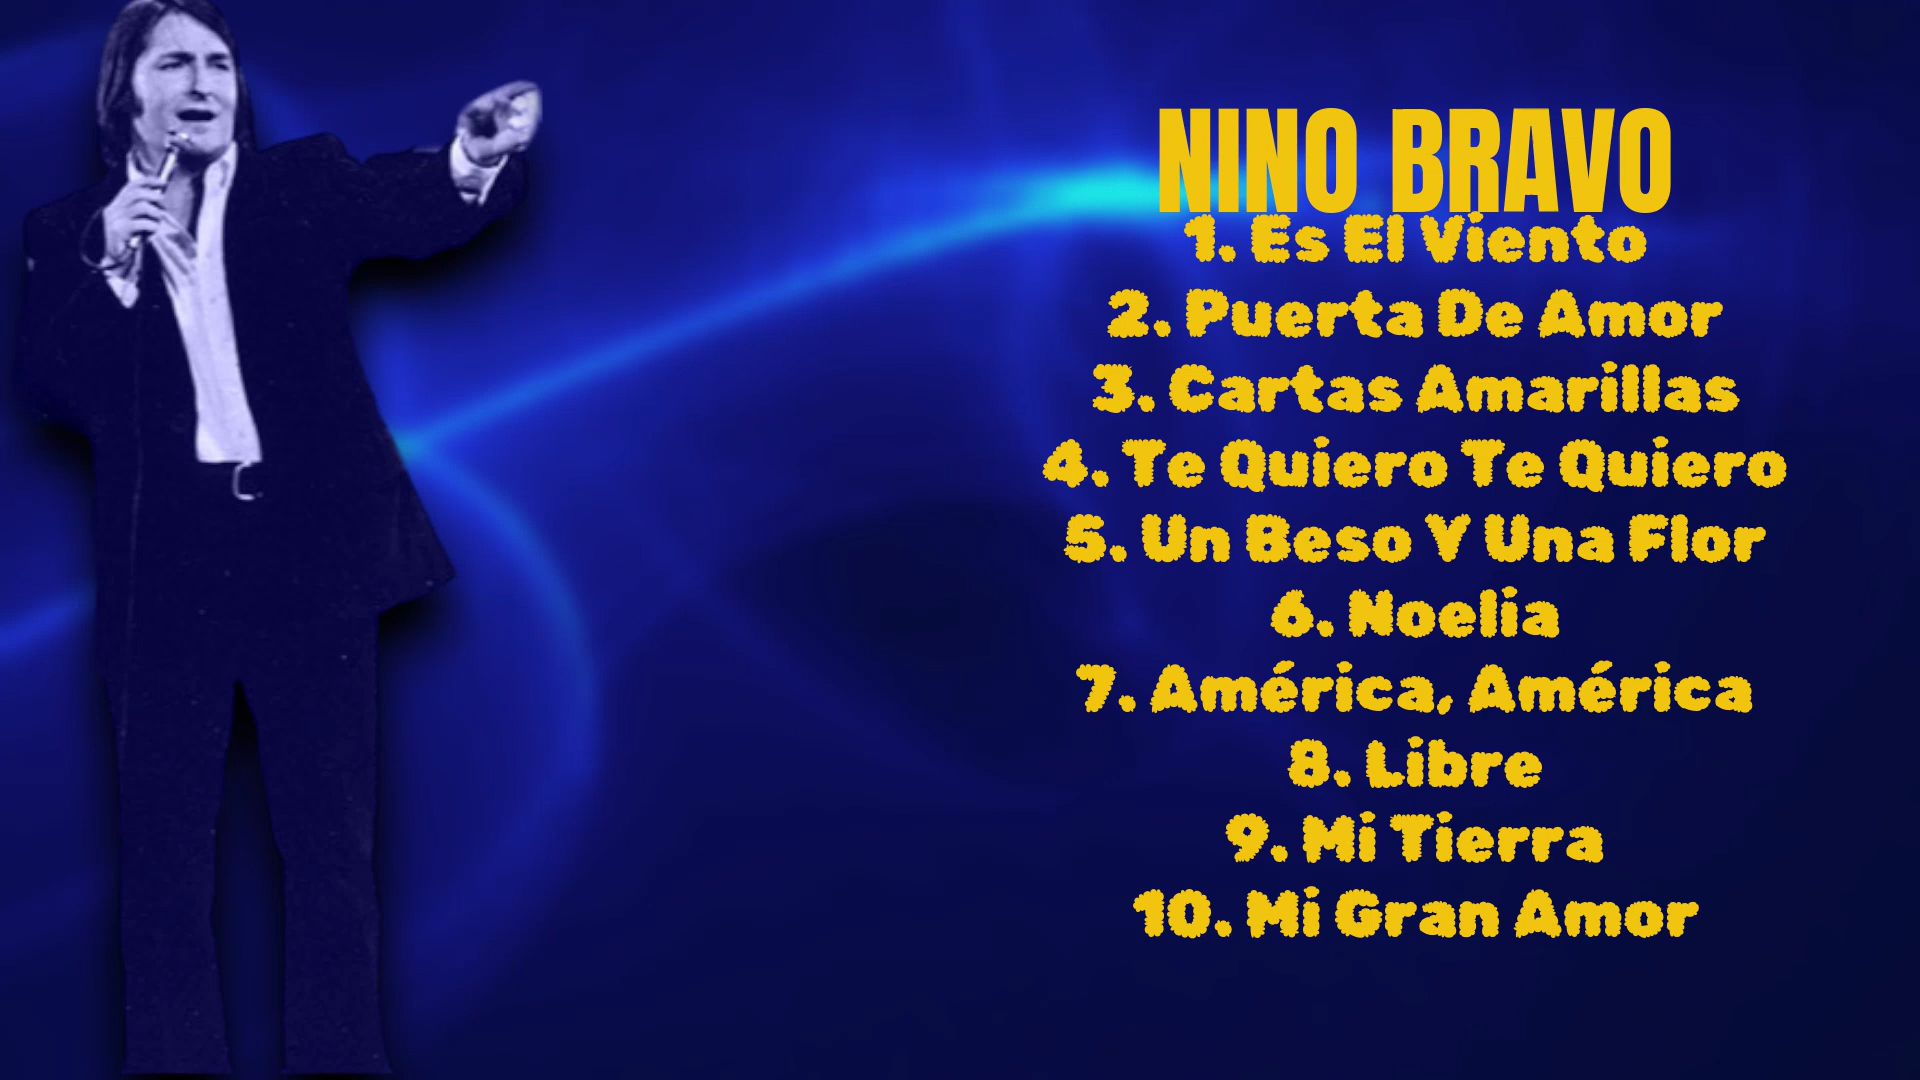 NINO BRAVO
1. Es El Viento
2. Puerta De Amor
3. Cartas Amarillas
4. Te Quiero Te Quiero
5. Un Beso Y Una Flor
6. Noelia
7. América, América
8. Libre
9. Mi Tierra
10. Mi Gran Amor